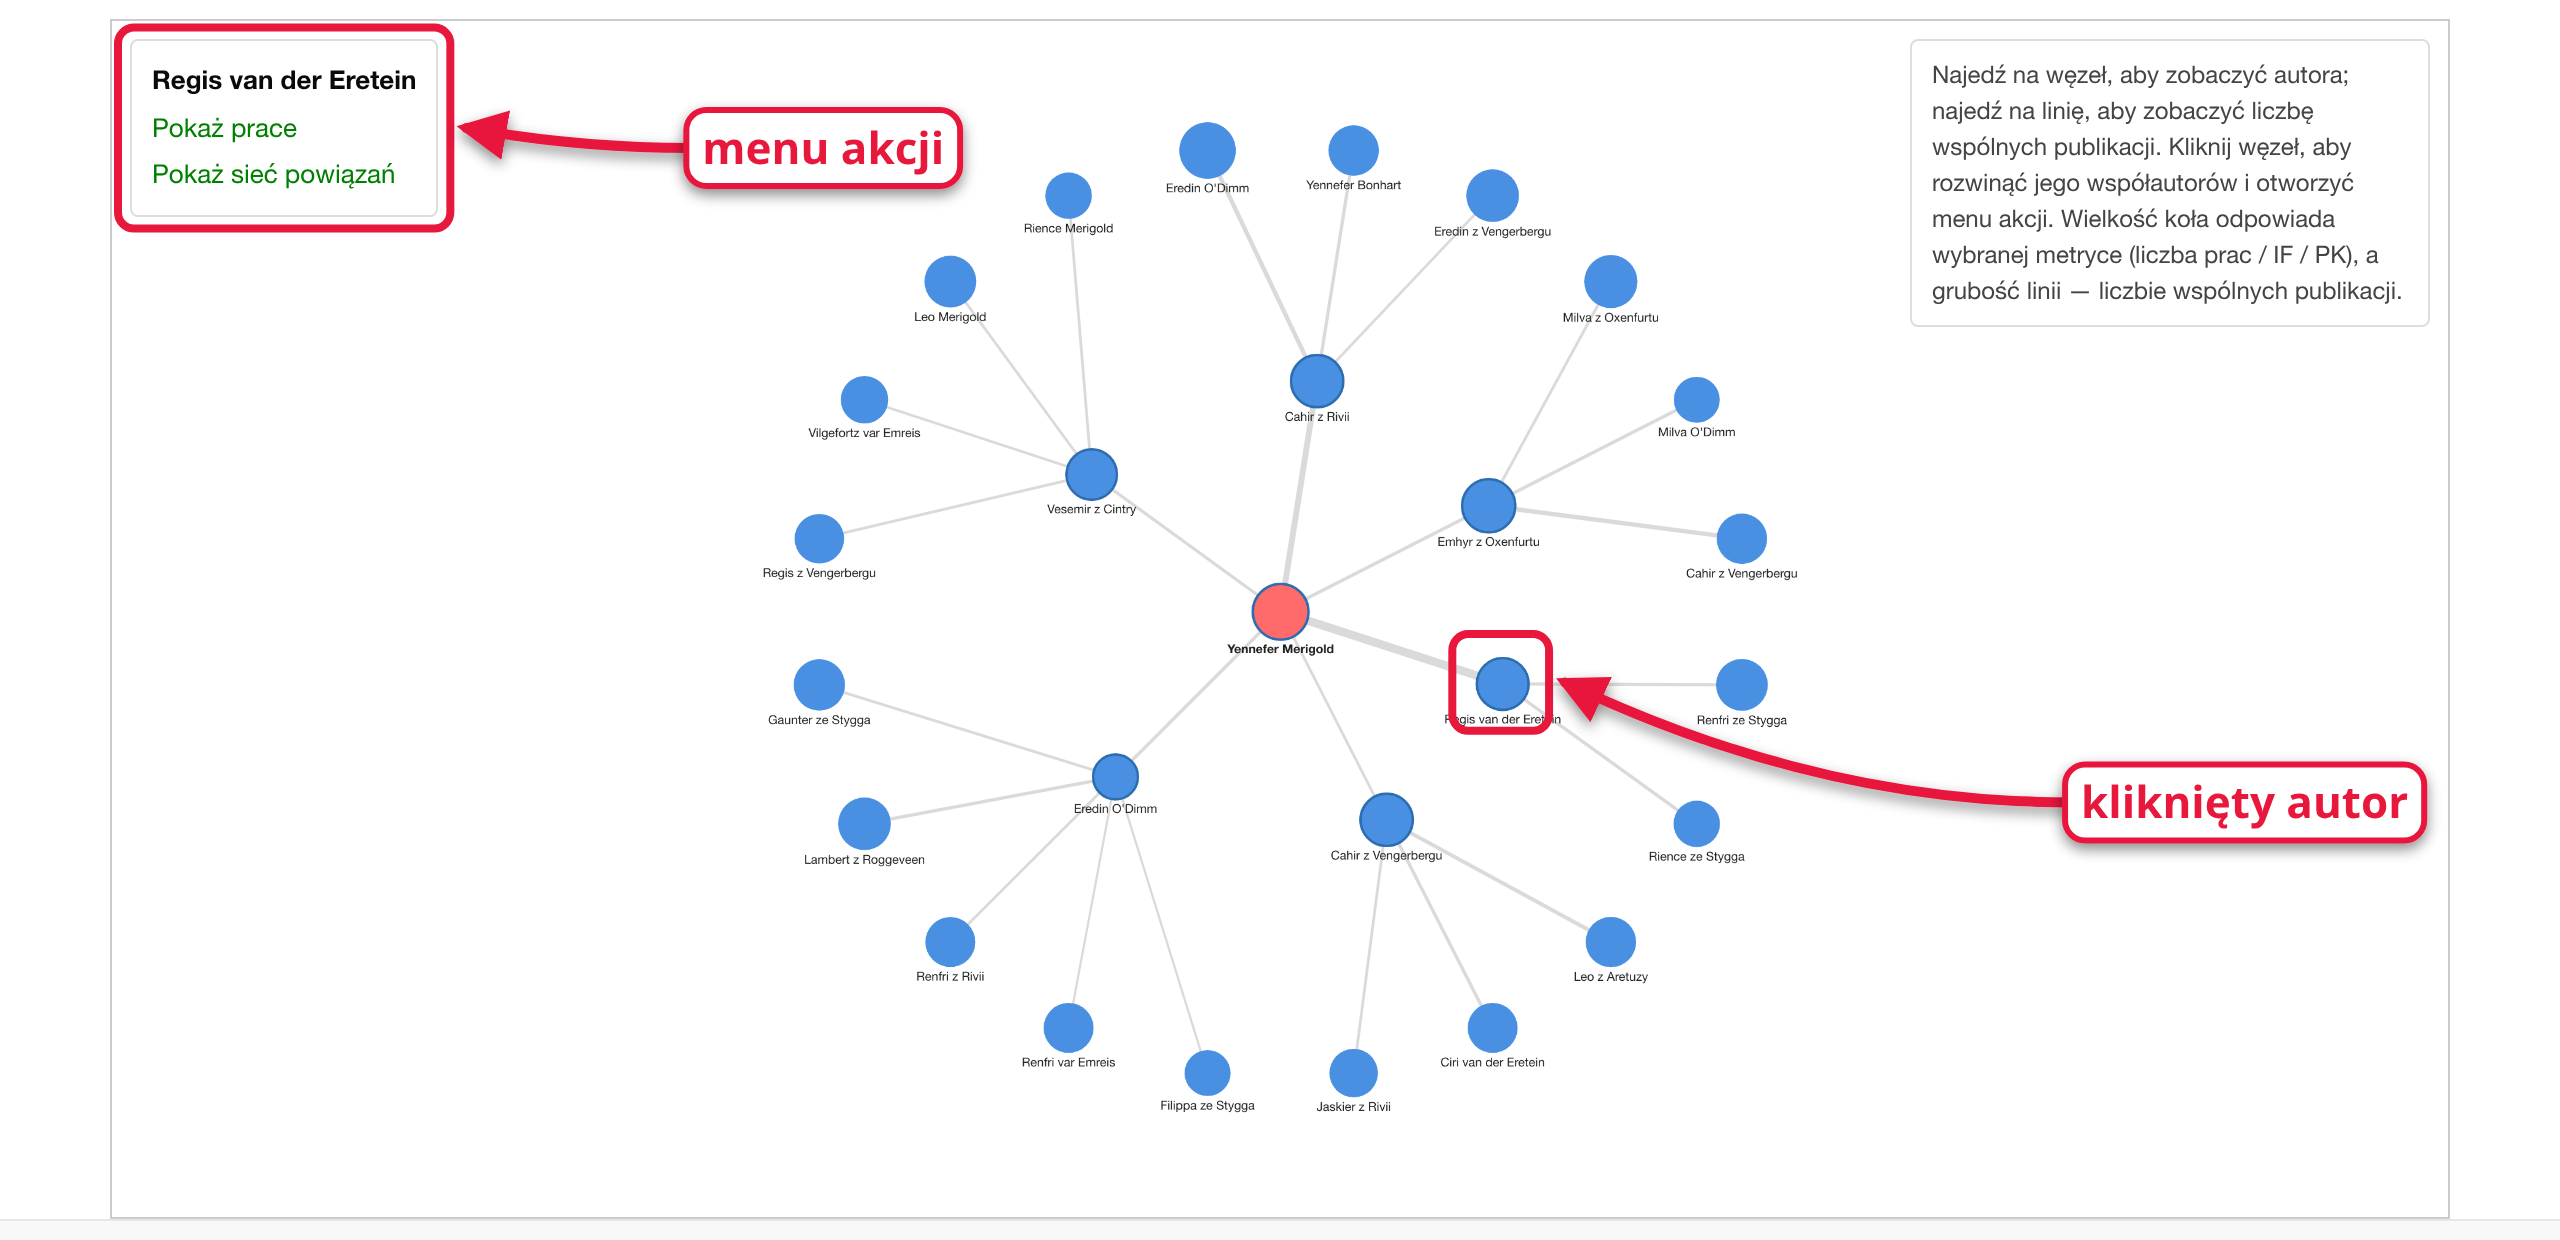 Regis van der Eretein
Pokaż prace
Pokaż sieć powiązań
menu akcji
Najedź na węzeł, aby zobaczyć autora;
najedź na linię, aby zobaczyć liczbę
wspólnych publikacji. Kliknij węzeł, aby
rozwinąć jego współautorów i otworzyć
menu akcji. Wielkość koła odpowiada
wybranej metryce (liczba prac / IF / PK), a
grubość linii — liczbie wspólnych publikacji.
Eredin O'Dimm
Yennefer Bonhart
Rience Merigold
Eredin z Vengerbergu
Leo Merigold
Milva z Oxenfurtu
Cahir z Rivii
Vilgefortz var Emreis
Milva O'Dimm
Vesemir z Cintry
Emhyr z Oxenfurtu
Regis z Vengerbergu
Cahir z Vengerbergu
Yennefer Merigold
Gaunter ze Stygga
Regis van der Eretein
Renfri ze Stygga
kliknięty autor
Eredin O'Dimm
Lambert z Roggeveen
Cahir z Vengerbergu
Rience ze Stygga
Renfri z Rivii
Leo z Aretuzy
Renfri var Emreis
Ciri van der Eretein
Filippa ze Stygga
Jaskier z Rivii